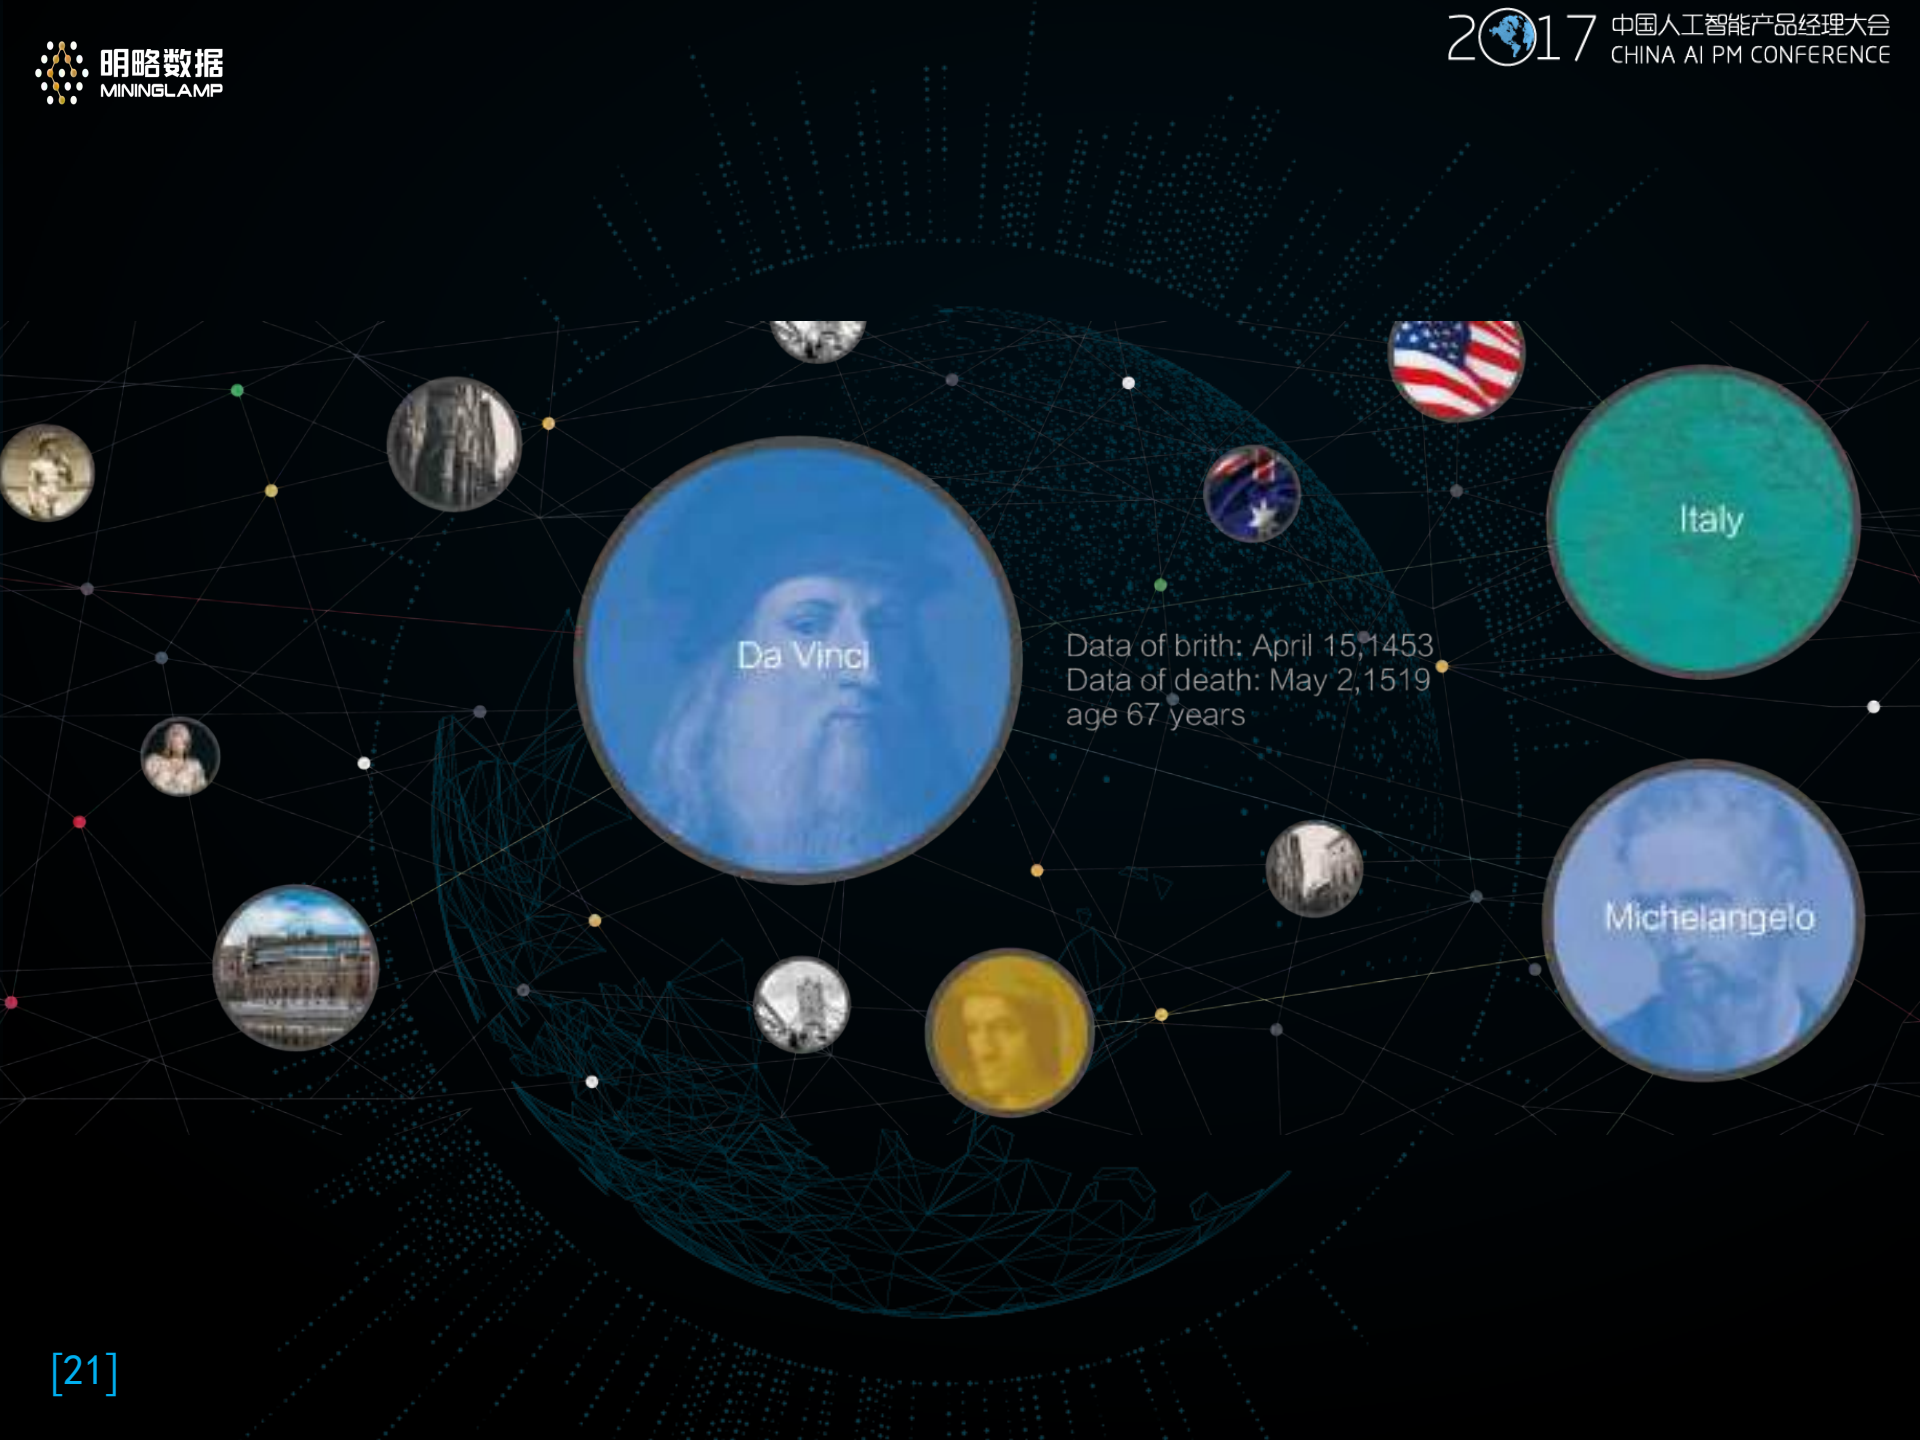 明略数据
MININGLAMP
2017 中国人工智能产品经理大会
CHINA AI PM CONFERENCE
Italy
Da Vinci
Data of brith: April 15,1453
Data of death: May 2,1519
age 67 years
Michelangelo
[21]